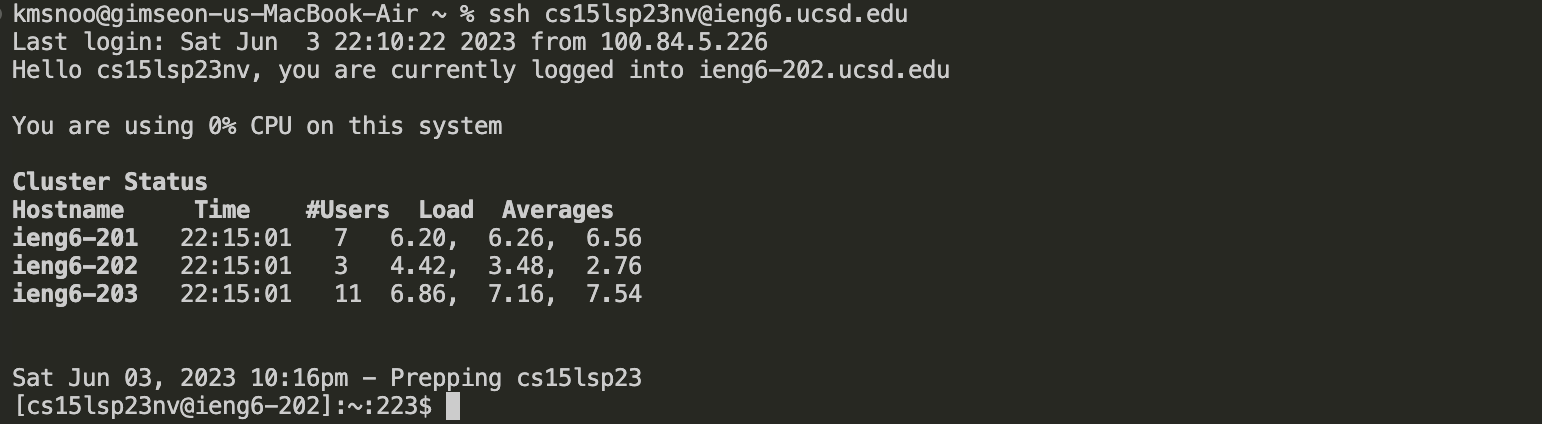 kmsnoo@gimseon-us-MacBook-Air ~ % ssh cs15lsp23nv@ieng6.ucsd.edu
Last login: Sat Jun  3 22:10:22 2023 from 100.84.5.226
Hello cs15lsp23nv, you are currently logged into ieng6-202.ucsd.edu
You are using 0% CPU on this system
Cluster Status
Hostname     Time    #Users  Load  Averages
ieng6-201   22:15:01   7   6.20,  6.26,  6.56
ieng6-202   22:15:01   3   4.42,  3.48,  2.76
ieng6-203   22:15:01   11  6.86,  7.16,  7.54
Sat Jun 03, 2023 10:16pm - Prepping cs15lsp23
[cs15lsp23nv@ieng6-202]:~:223$